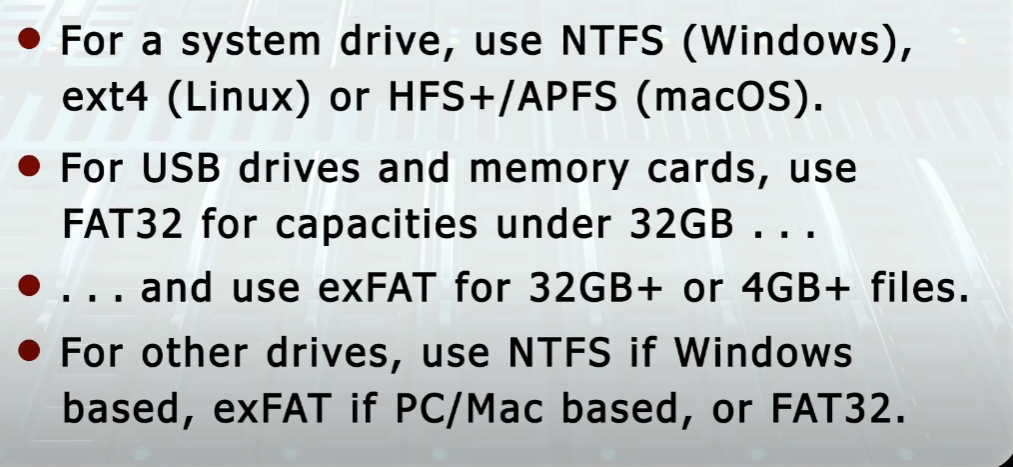 • For a system drive, use NTFS (Windows),
ext4 (Linux) or HFS+/APFS (macOS).
• For USB drives and memory cards, use
FAT32 for capacities under 32GB . . .
• . . . and use exFAT for 32GB+ or 4GB+ files.
• For other drives, use NTFS if Windows
based, exFAT if PC/Mac based, or FAT32.